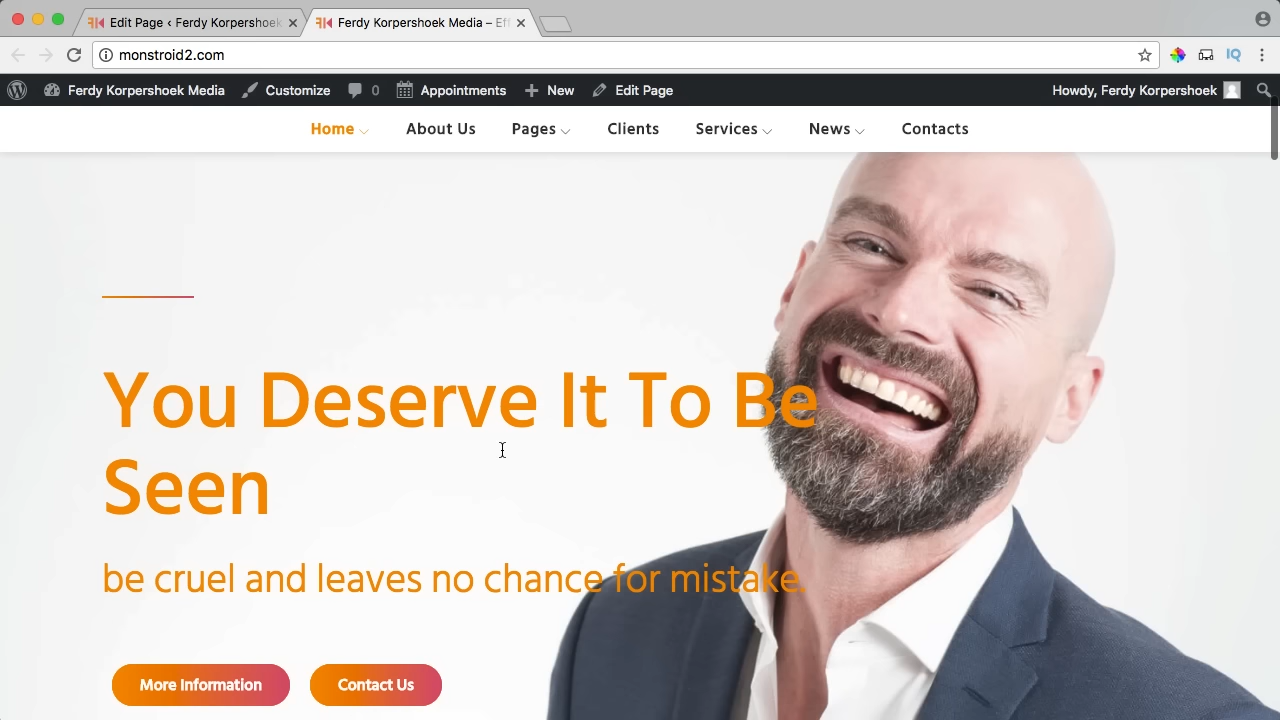 Edit Page ‹ Ferdy Korpershoek
Ferdy Korpershoek Media – Eff
monstroid2.com
Ferdy Korpershoek Media
Customize
0
Appointments
New
Edit Page
Howdy, Ferdy Korpershoek
Home
About Us
Pages
Clients
Services
News
Contacts
You Deserve It To Be
Seen
be cruel and leaves no chance for mistake.
More Information
Contact Us